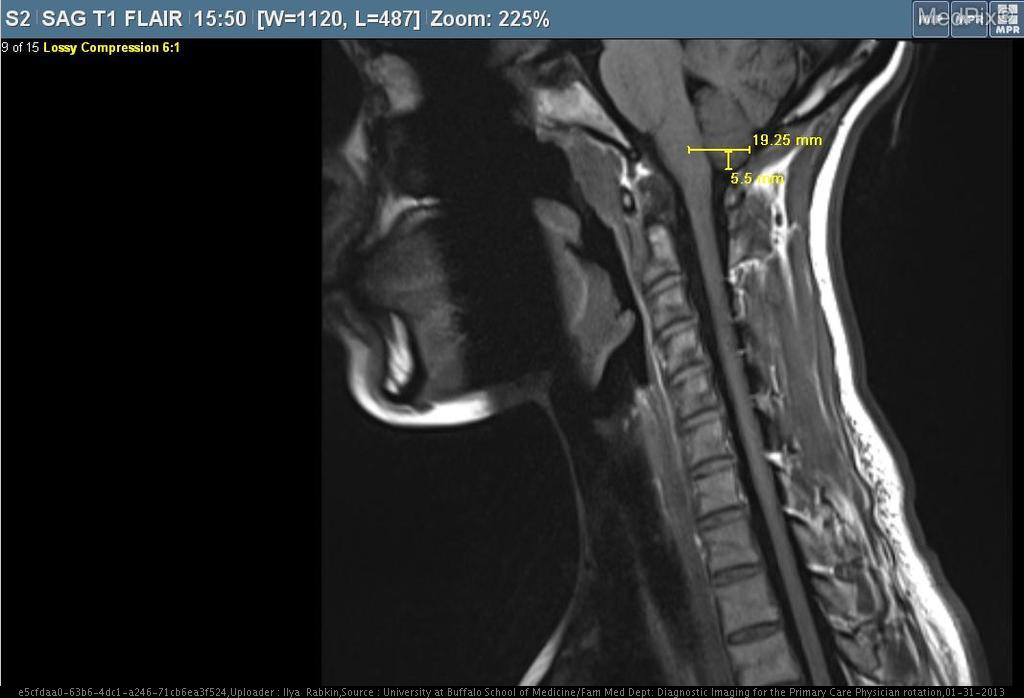 S2 SAG T1 FLAIR 15:50 [W=1120, L=487] Zoom: 225%
MedPix
MPR
9 of 15 Lossy Compression 6:1
19.25 mm
5.5 mm
e5cfdaa0-63b6-4dc1-a246-71cb6ea3f524,Uploader : Ilya Rabkin,Source : University at Buffalo School of Medicine/Fam Med Dept: Diagnostic Imaging for the Primary Care Physician rotation,01-31-2013